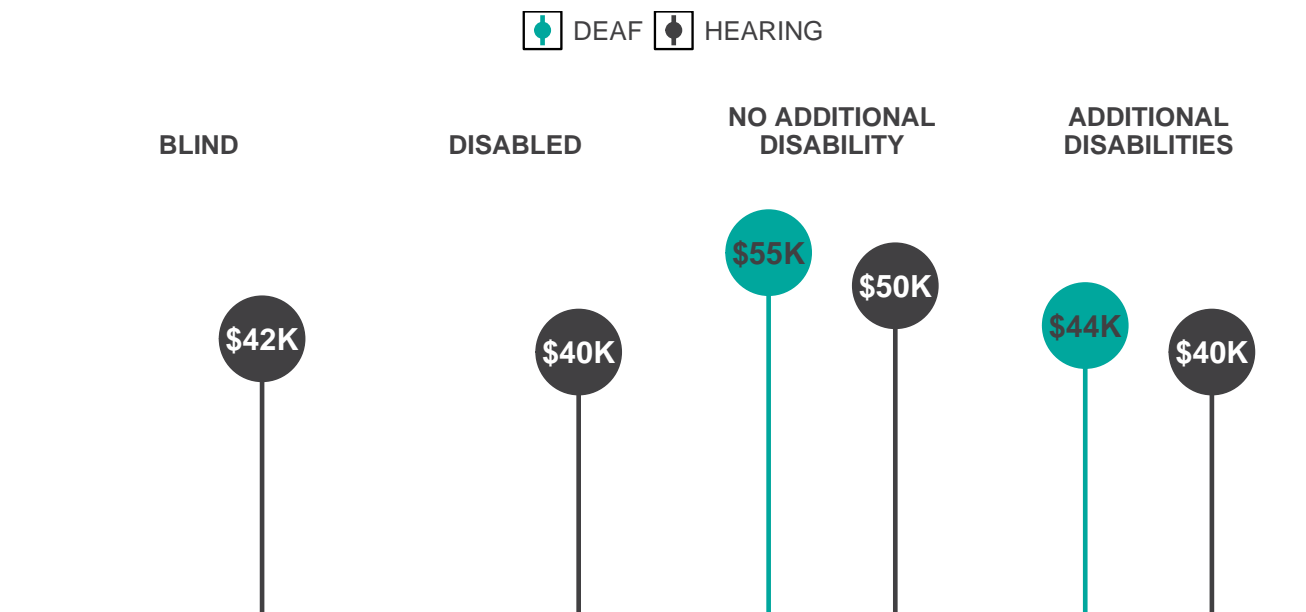 DEAF HEARING
BLIND
DISABLED
NO ADDITIONAL
DISABILITY
ADDITIONAL
DISABILITIES
$42K
$40K
$55K
$50K
$44K
$40K